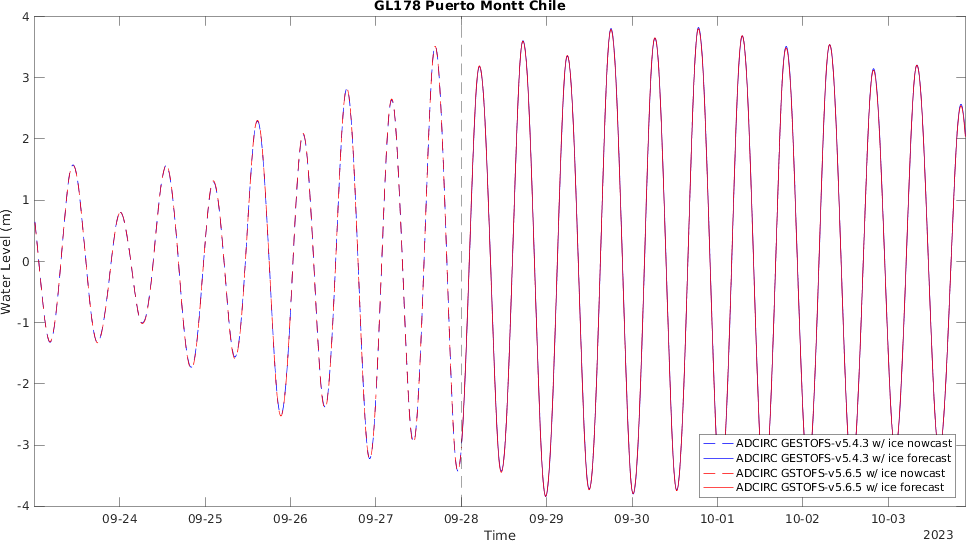 GL178 Puerto Montt Chile
4
3
2
1
0
-1
-2
-3
-4
Water Level (m)
ADCIRC GESTOFS-v5.4.3 w/ ice nowcast
ADCIRC GESTOFS-v5.4.3 w/ ice forecast
ADCIRC GSTOFS-v5.6.5 w/ ice nowcast
ADCIRC GSTOFS-v5.6.5 w/ ice forecast
09-24 09-25 09-26 09-27 09-28 09-29 09-30 10-01 10-02 10-03
Time
2023